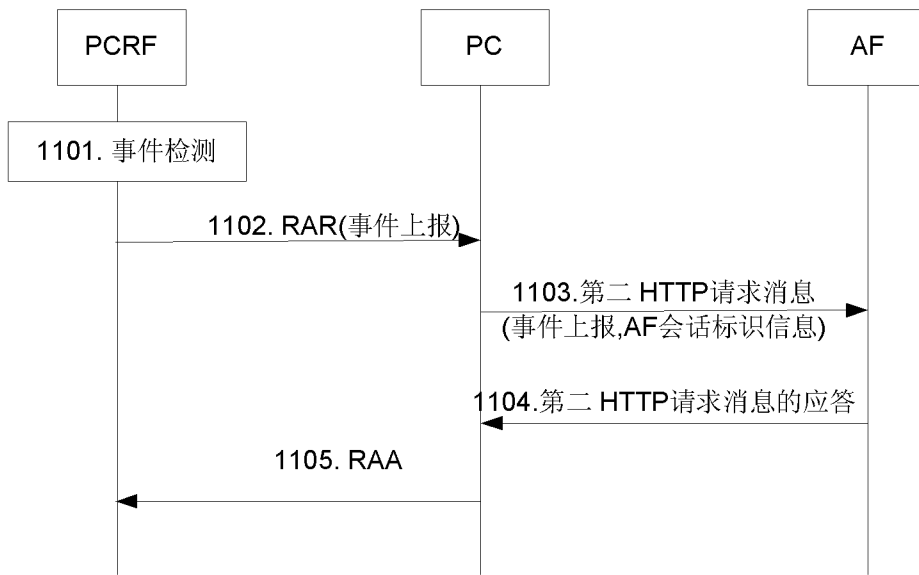 PCRF
PC
AF
1101. 事件检测
1102. RAR(事件上报)
1103.第二 HTTP请求消息
(事件上报,AF会话标识信息)
1104.第二 HTTP请求消息的应答
1105. RAA